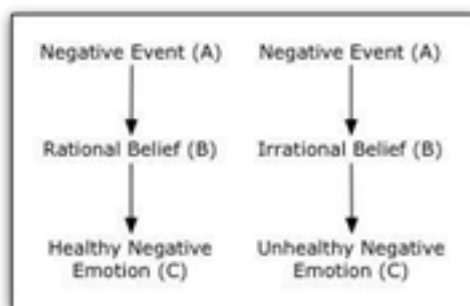 Negative Event (A)
Rational Belief (B)
Healthy Negative
Emotion (C)
Negative Event (A)
Irrational Belief (B)
Unhealthy Negative
Emotion (C)